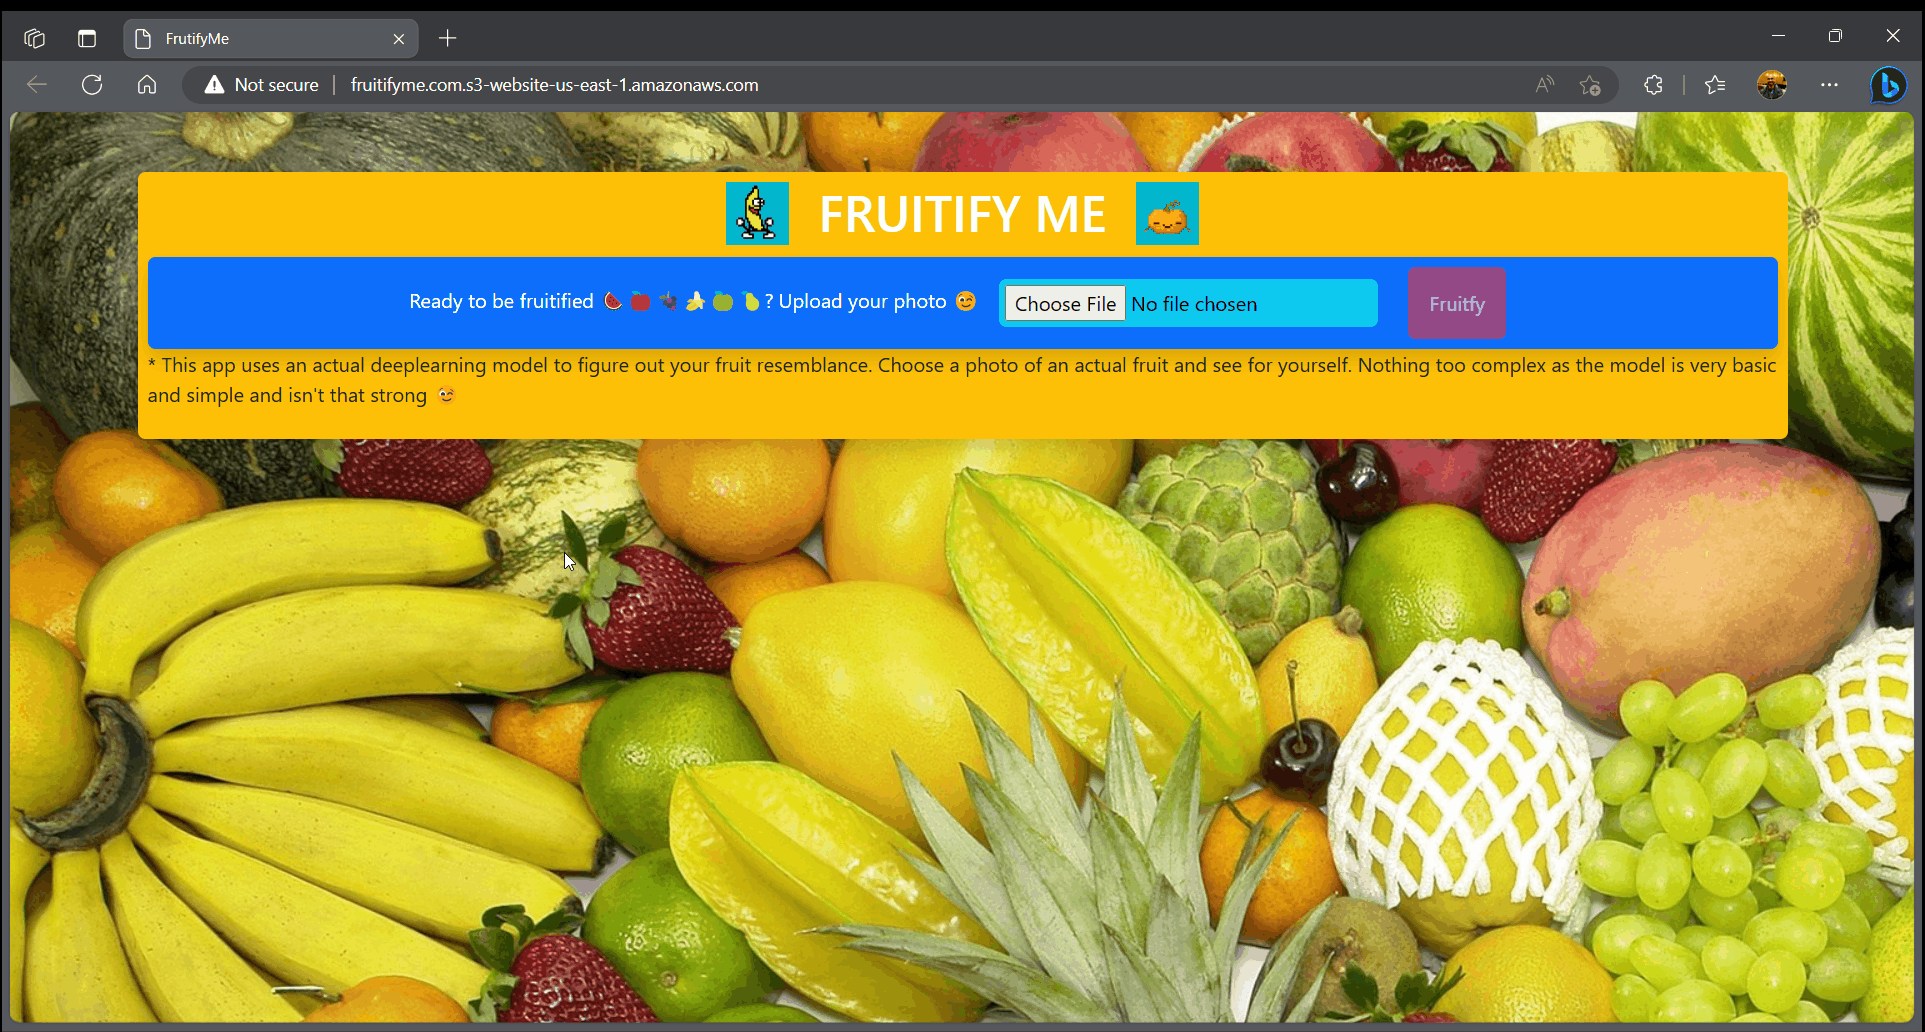 FrutifyMe
Not secure
fruitifyme.com.s3-website-us-east-1.amazonaws.com
FRUITIFY ME
Ready to be fruitified 🍉 🍎 🍇 🍌 🍏 🍐 ? Upload your photo 😊
Choose File No file chosen
Fruitfy
* This app uses an actual deeplearning model to figure out your fruit resemblance. Choose a photo of an actual fruit and see for yourself. Nothing too complex as the model is very basic
and simple and isn't that strong 😉